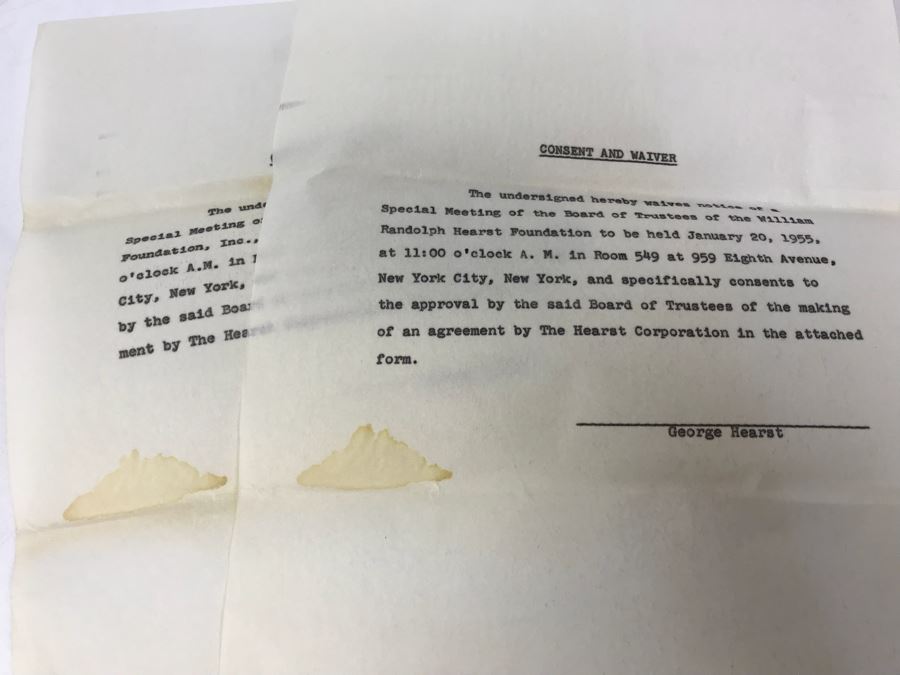 CONSENT AND WAIVER
The undersigned hereby waives notice of a
Special Meeting of the Board of Trustees of the William
Randolph Hearst Foundation to be held January 20, 1955,
at 11:00 o'clock A. M. in Room 549 at 959 Eighth Avenue,
New York City, New York, and specifically consents to
the approval by the said Board of Trustees of the making
of an agreement by The Hearst Corporation in the attached
form.
George Hearst
The
Special Meeting
Foundation, Inc.,
o'clock A.M. in
City, New York,
by the said
ment by The